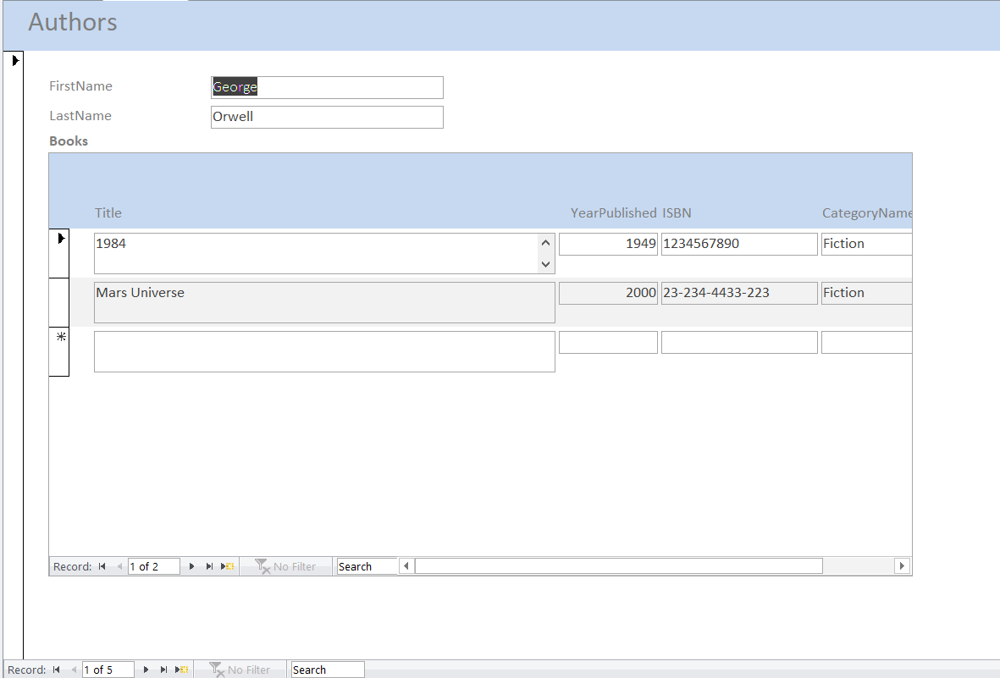 Authors
FirstName George
LastName Orwell
Books
Title YearPublished ISBN CategoryName
1984 1949 1234567890 Fiction
Mars Universe 2000 23-234-4433-223 Fiction
Record: 1 of 2 No Filter Search
Record: 1 of 5 No Filter Search